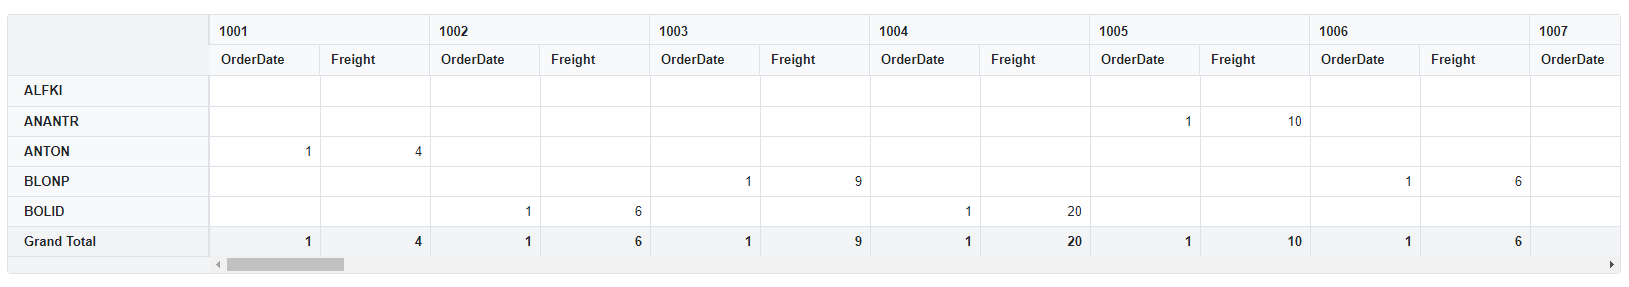 1001 1002 1003 1004 1005 1006 1007
OrderDate Freight OrderDate Freight OrderDate Freight OrderDate Freight OrderDate Freight OrderDate Freight OrderDate
ALFKI
ANANTR 1 10
ANTON 1 4
BLONP 1 9 1 6
BOLID 1 6 1 20
Grand Total 1 4 1 6 1 9 1 20 1 10 1 6